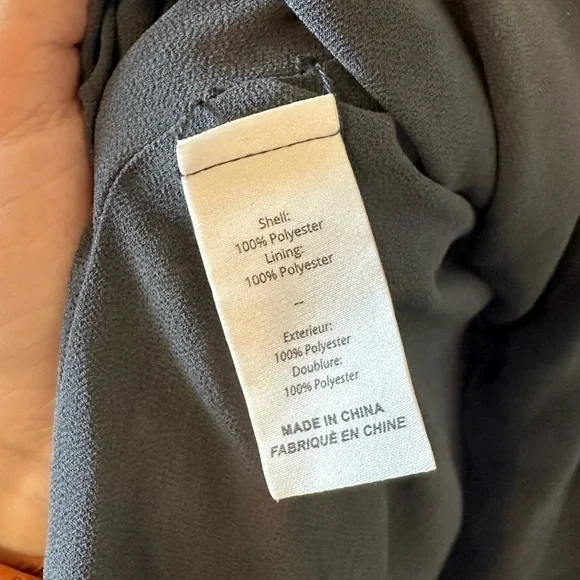 Shell:
100% Polyester
Lining:
100% Polyester
--
Exterieur:
100% Polyester
Doublure:
100% Polyester
MADE IN CHINA
FABRIQUÉ EN CHINE